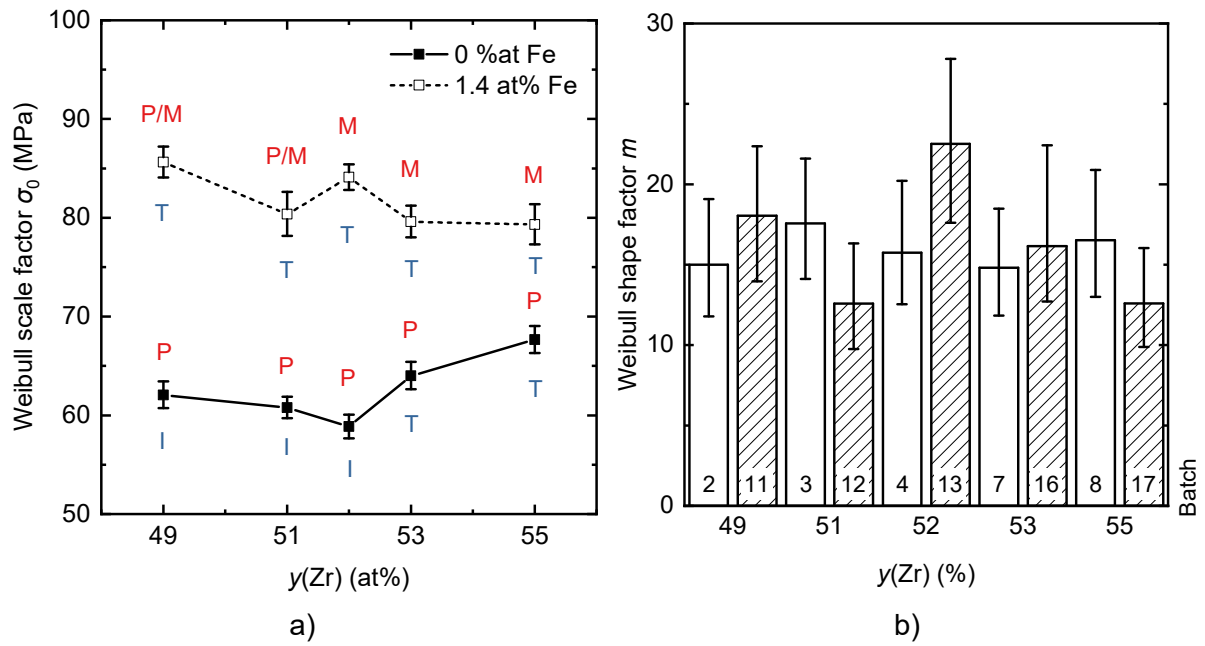 100
90
80
70
60
50
Weibull scale factor σ0 (MPa)
0 %at Fe
1.4 at% Fe
P/M
P/M
M
M
M
T
T
T
T
T
P
P
P
P
P
I
I
I
T
T
49 51 52 53 55
y(Zr) (at%)
a)
30
20
10
0
Weibull shape factor m
2 11 3 12 4 13 7 16 8 17
Batch
49 51 52 53 55
y(Zr) (%)
b)